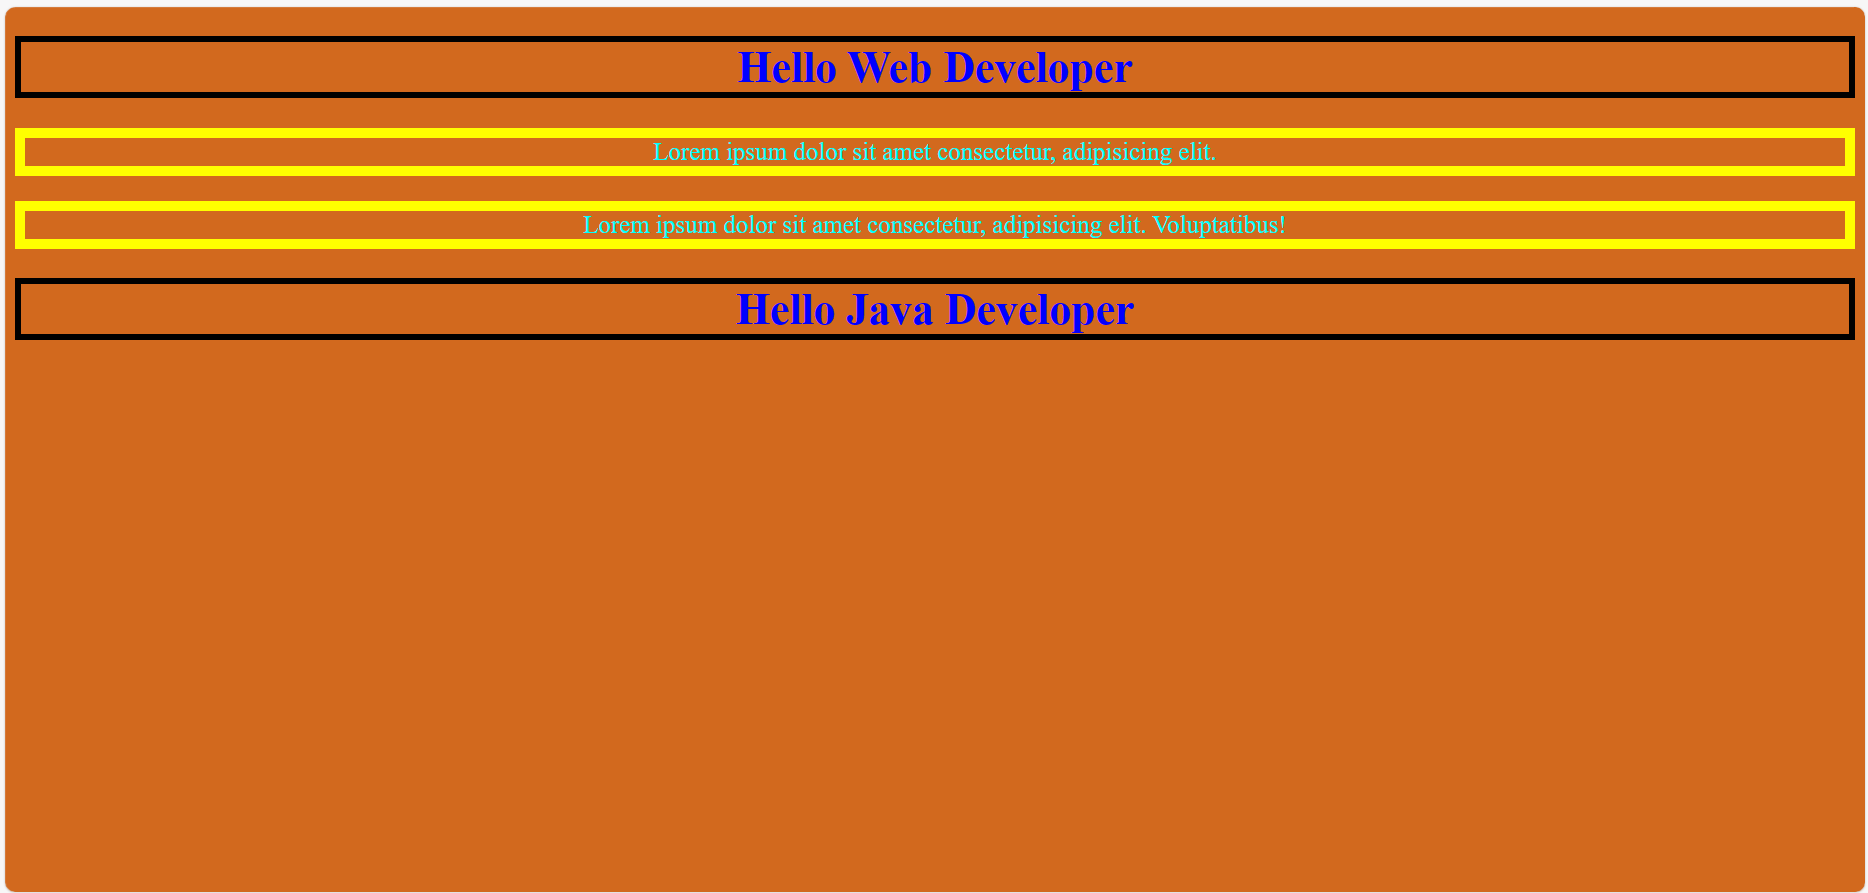 Hello Web Developer
Lorem ipsum dolor sit amet consectetur, adipisicing elit.
Lorem ipsum dolor sit amet consectetur, adipisicing elit. Voluptatibus!
Hello Java Developer